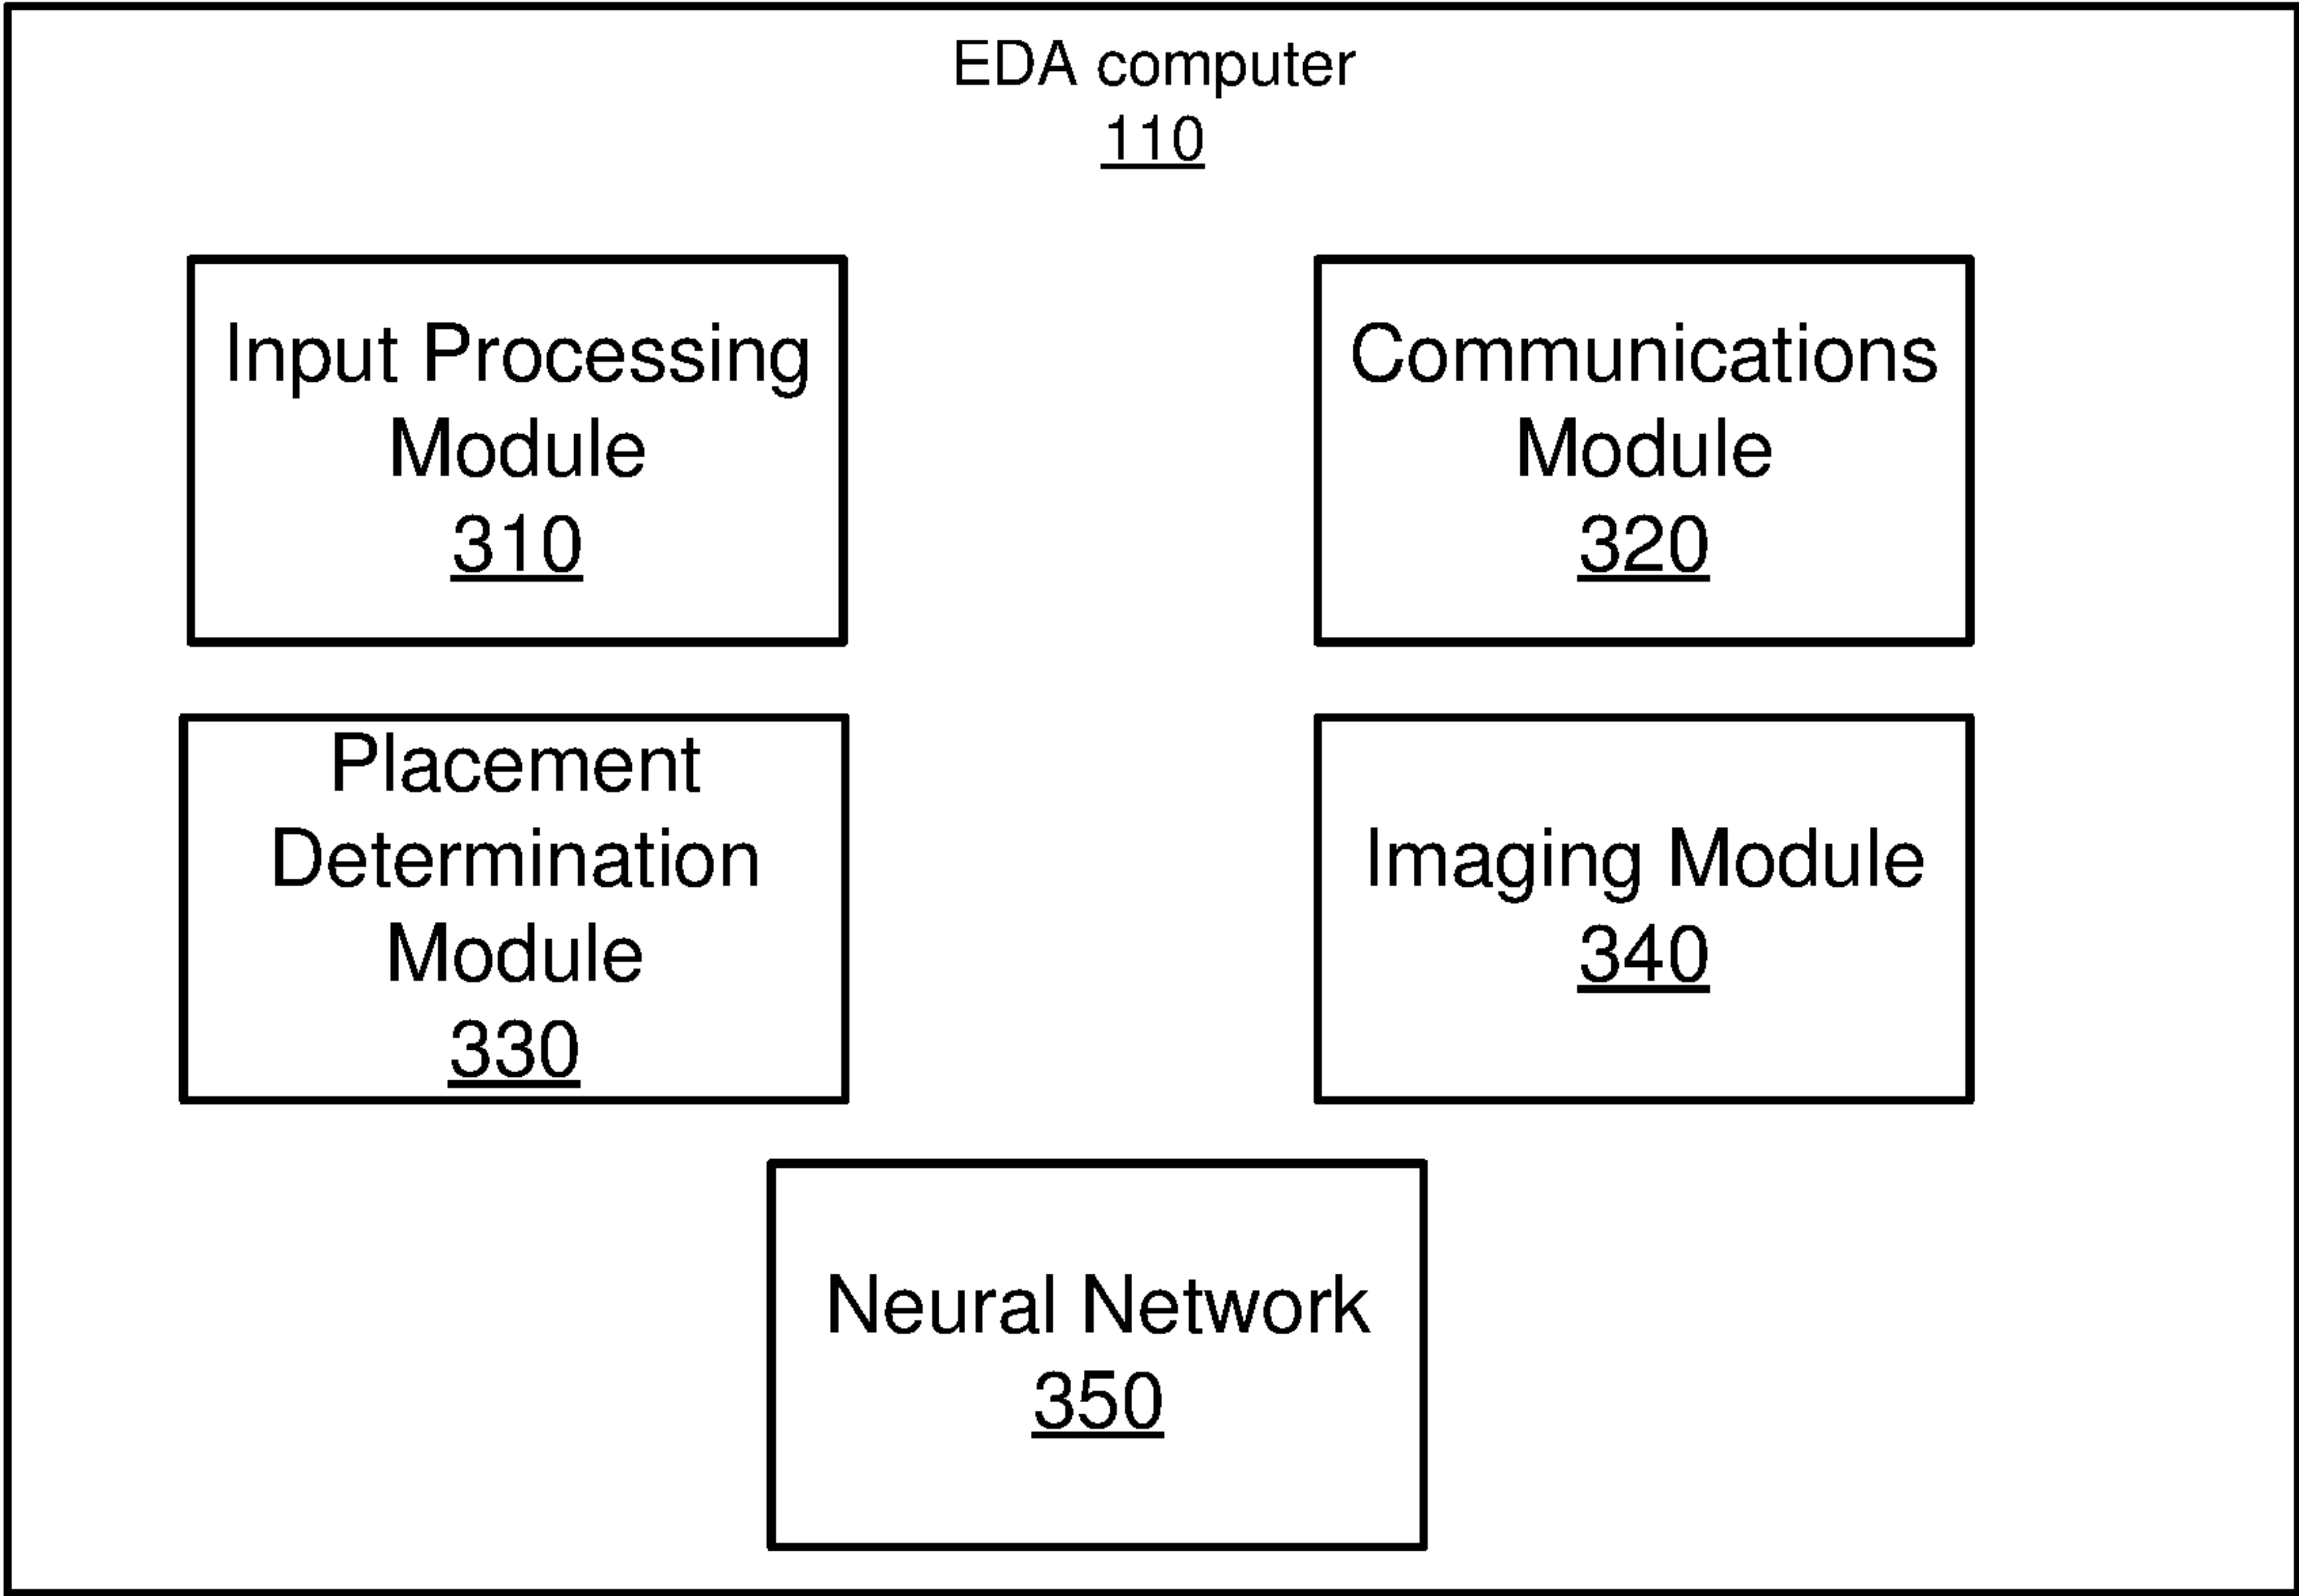 EDA computer
110
Input Processing
Module
310
Communications
Module
320
Placement
Determination
Module
330
Imaging Module
340
Neural Network
350